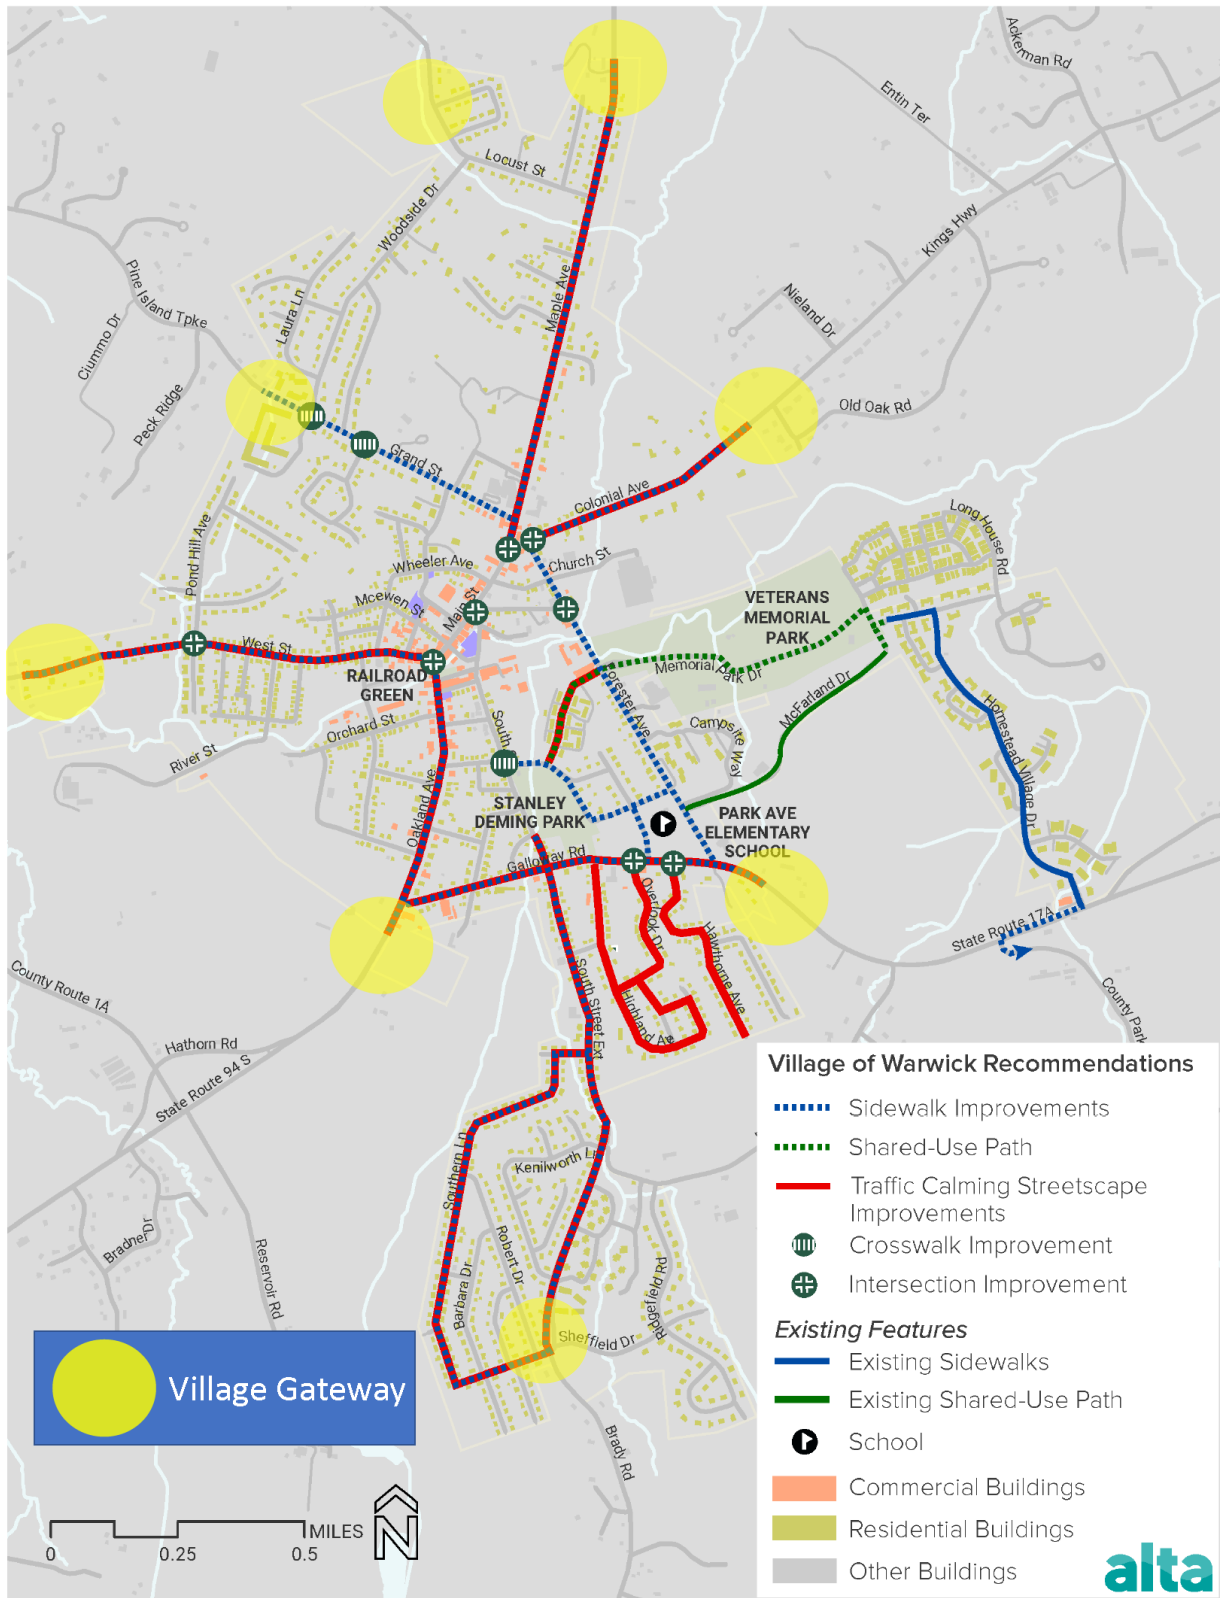 Ackerman Rd
Entin Ter
Locust St
Woodside Dr
Kings Hwy
Pine Island Tpke
Maple Ave
Nieland Dr
Laura Ln
Ciummo Dr
Peck Ridge
Old Oak Rd
Grand St
Colonial Ave
Long House Rd
Pond Hill Ave
Wheeler Ave
Church St
Mcewen St
Main St
VETERANS
MEMORIAL
PARK
West St
RAILROAD
GREEN
Memorial Park Dr
Forester Ave
McFarland Dr
Orchard St
South
Campsite Way
Homestead Village Dr
River St
STANLEY
DEMING PARK
PARK AVE
ELEMENTARY
SCHOOL
Oakland Ave
Galloway Rd
Overlook Dr
Hawthorne Ave
State Route 17A
County Route 1A
South Street Ext
Highland Ave
County Park
Hathorn Rd
State Route 94 S
Southern Ln
Kenilworth Ln
Bradner Dr
Reservoir Rd
Robert Dr
Barbara Dr
Ridgefield Rd
Sheffield Dr
Brady Rd
Village Gateway
0 0.25 0.5 MILES
N
Village of Warwick Recommendations
Sidewalk Improvements
Shared-Use Path
Traffic Calming Streetscape
Improvements
Crosswalk Improvement
Intersection Improvement
Existing Features
Existing Sidewalks
Existing Shared-Use Path
School
Commercial Buildings
Residential Buildings
Other Buildings
alta